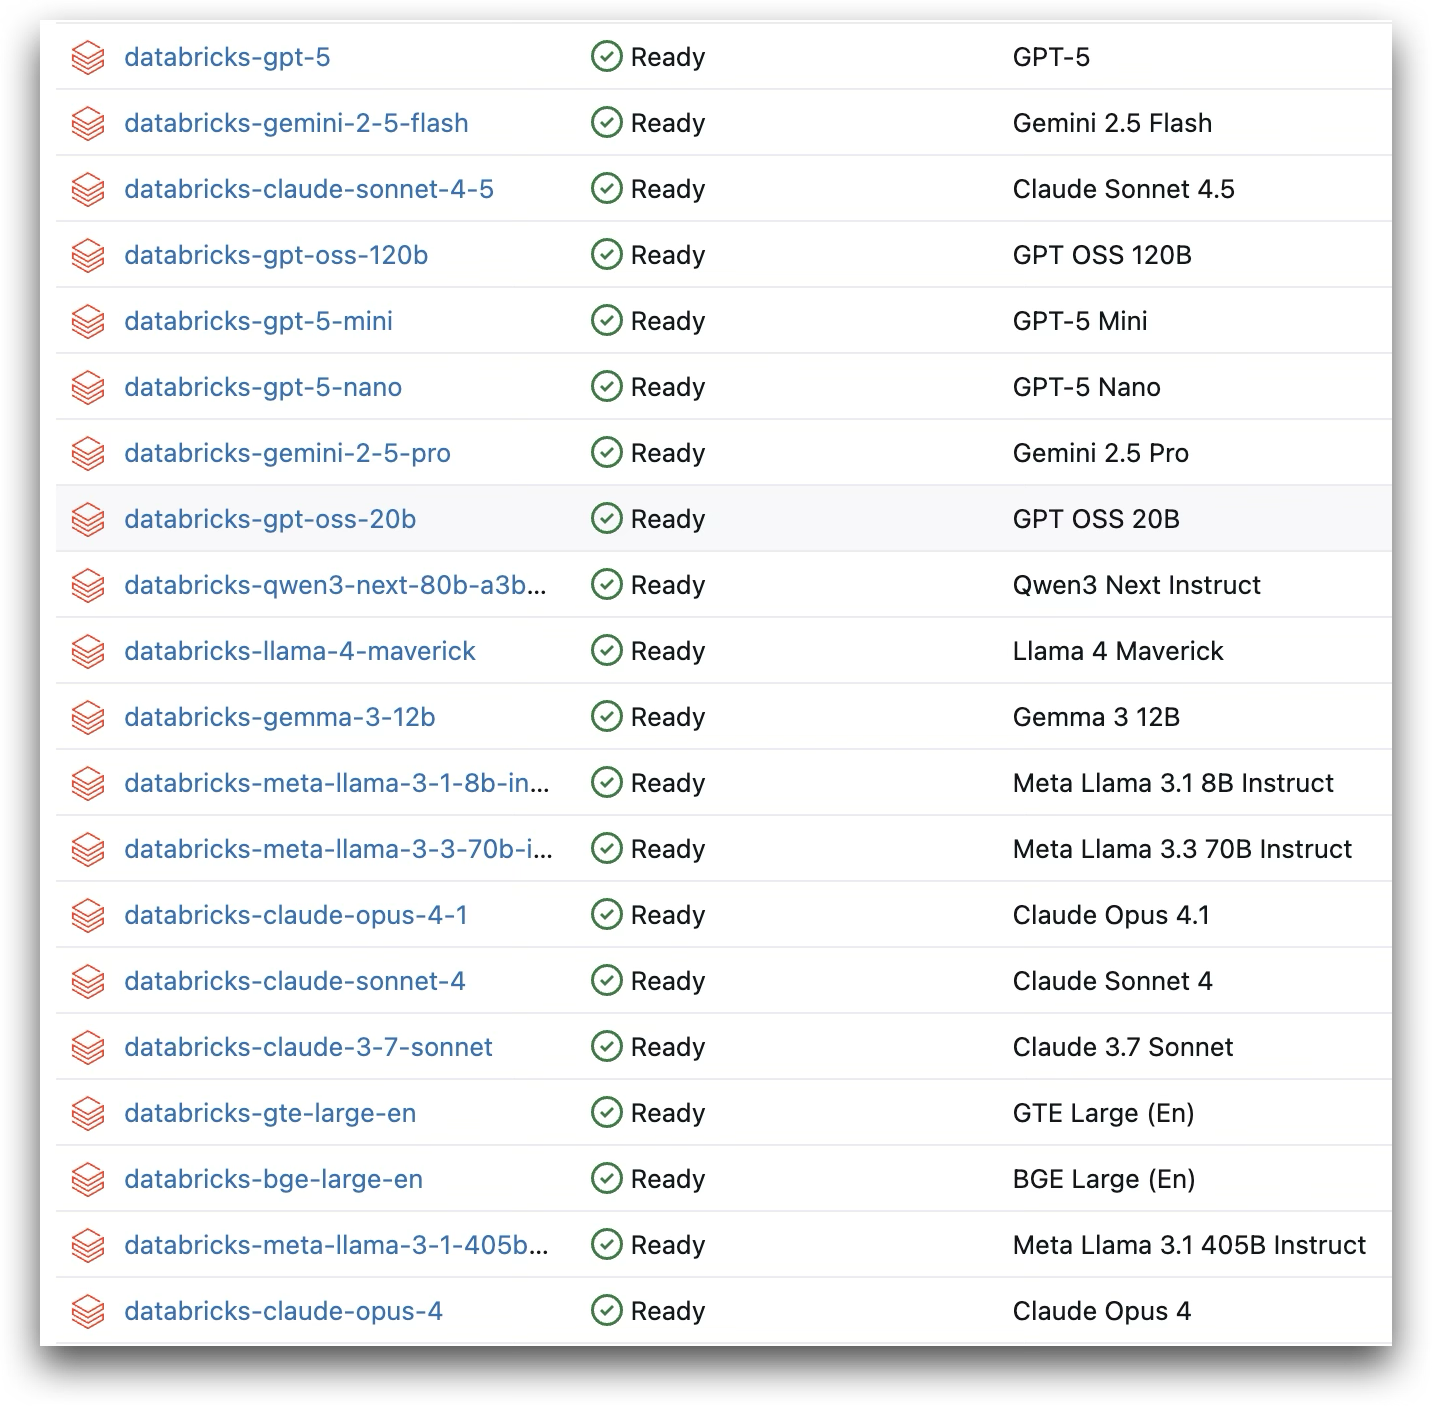 databricks-gpt-5 Ready GPT-5
databricks-gemini-2-5-flash Ready Gemini 2.5 Flash
databricks-claude-sonnet-4-5 Ready Claude Sonnet 4.5
databricks-gpt-oss-120b Ready GPT OSS 120B
databricks-gpt-5-mini Ready GPT-5 Mini
databricks-gpt-5-nano Ready GPT-5 Nano
databricks-gemini-2-5-pro Ready Gemini 2.5 Pro
databricks-gpt-oss-20b Ready GPT OSS 20B
databricks-qwen3-next-80b-a3b... Ready Qwen3 Next Instruct
databricks-llama-4-maverick Ready Llama 4 Maverick
databricks-gemma-3-12b Ready Gemma 3 12B
databricks-meta-llama-3-1-8b-in... Ready Meta Llama 3.1 8B Instruct
databricks-meta-llama-3-3-70b-i... Ready Meta Llama 3.3 70B Instruct
databricks-claude-opus-4-1 Ready Claude Opus 4.1
databricks-claude-sonnet-4 Ready Claude Sonnet 4
databricks-claude-3-7-sonnet Ready Claude 3.7 Sonnet
databricks-gte-large-en Ready GTE Large (En)
databricks-bge-large-en Ready BGE Large (En)
databricks-meta-llama-3-1-405b... Ready Meta Llama 3.1 405B Instruct
databricks-claude-opus-4 Ready Claude Opus 4